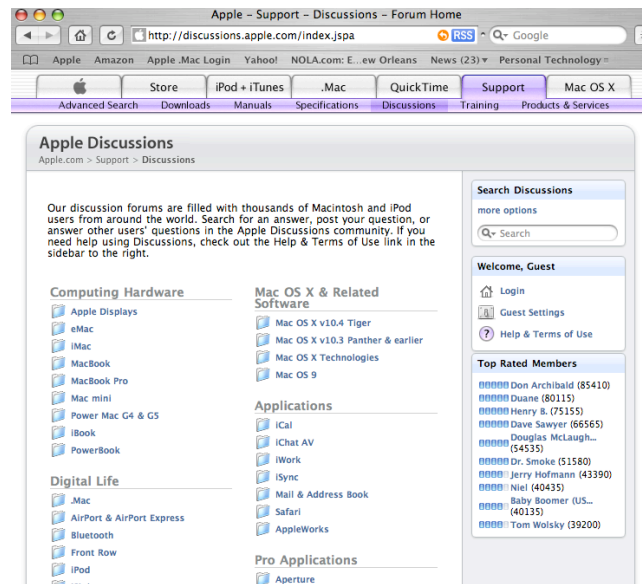 Apple – Support – Discussions – Forum Home
http://discussions.apple.com/index.jspa RSS Google
Apple Amazon Apple .Mac Login Yahoo! NOLA.com: E...ew Orleans News (23) Personal Technology
Store iPod + iTunes .Mac QuickTime Support Mac OS X
Advanced Search Downloads Manuals Specifications Discussions Training Products & Services
Apple Discussions
Apple.com > Support > Discussions
Our discussion forums are filled with thousands of Macintosh and iPod
users from around the world. Search for an answer, post your question, or
answer other users' questions in the Apple Discussions community. If you
need help using Discussions, check out the Help & Terms of Use link in the
sidebar to the right.
Computing Hardware
Apple Displays
eMac
iMac
MacBook
MacBook Pro
Mac mini
Power Mac G4 & G5
iBook
PowerBook
Digital Life
.Mac
AirPort & AirPort Express
Bluetooth
Front Row
iPod
Mac OS X & Related
Software
Mac OS X v10.4 Tiger
Mac OS X v10.3 Panther & earlier
Mac OS X Technologies
Mac OS 9
Applications
iCal
iChat AV
iWork
iSync
Mail & Address Book
Safari
AppleWorks
Pro Applications
Aperture
Search Discussions
more options
Search
Welcome, Guest
Login
Guest Settings
? Help & Terms of Use
Top Rated Members
Don Archibald (85410)
Duane (80115)
Henry B. (75155)
Dave Sawyer (66565)
Douglas McLaugh...
(54535)
Dr. Smoke (51580)
Jerry Hofmann (43390)
Niel (40435)
Baby Boomer (US...
(40135)
Tom Wolsky (39200)